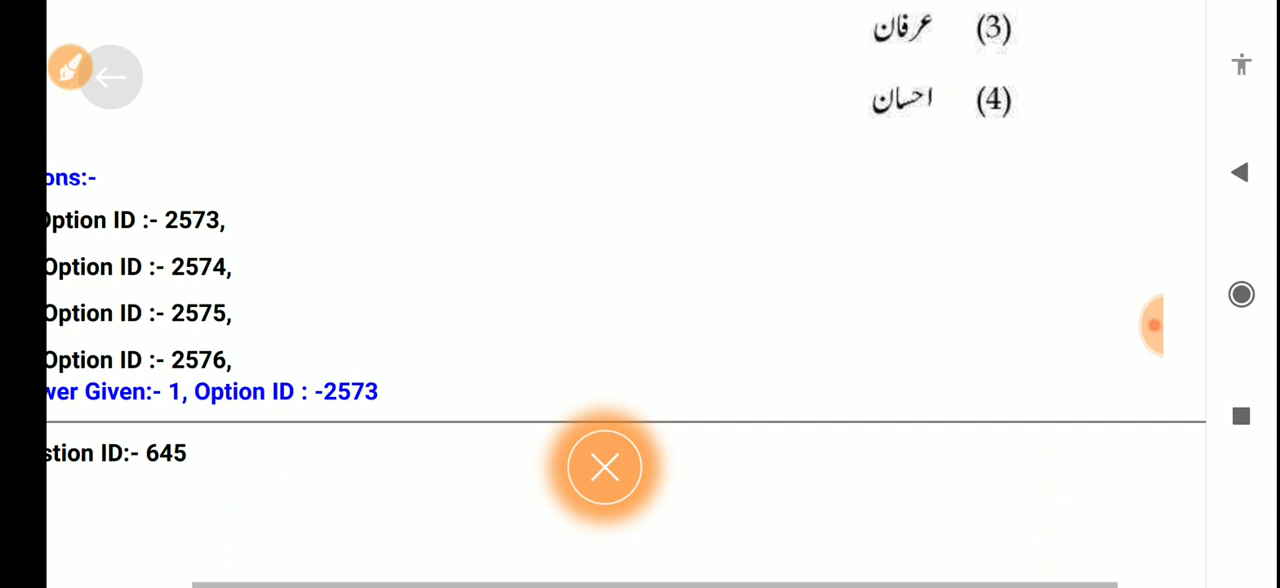 (3) عرفان
(4) احسان
ons:-
Option ID :- 2573,
Option ID :- 2574,
Option ID :- 2575,
Option ID :- 2576,
wer Given:- 1, Option ID : -2573
stion ID:- 645